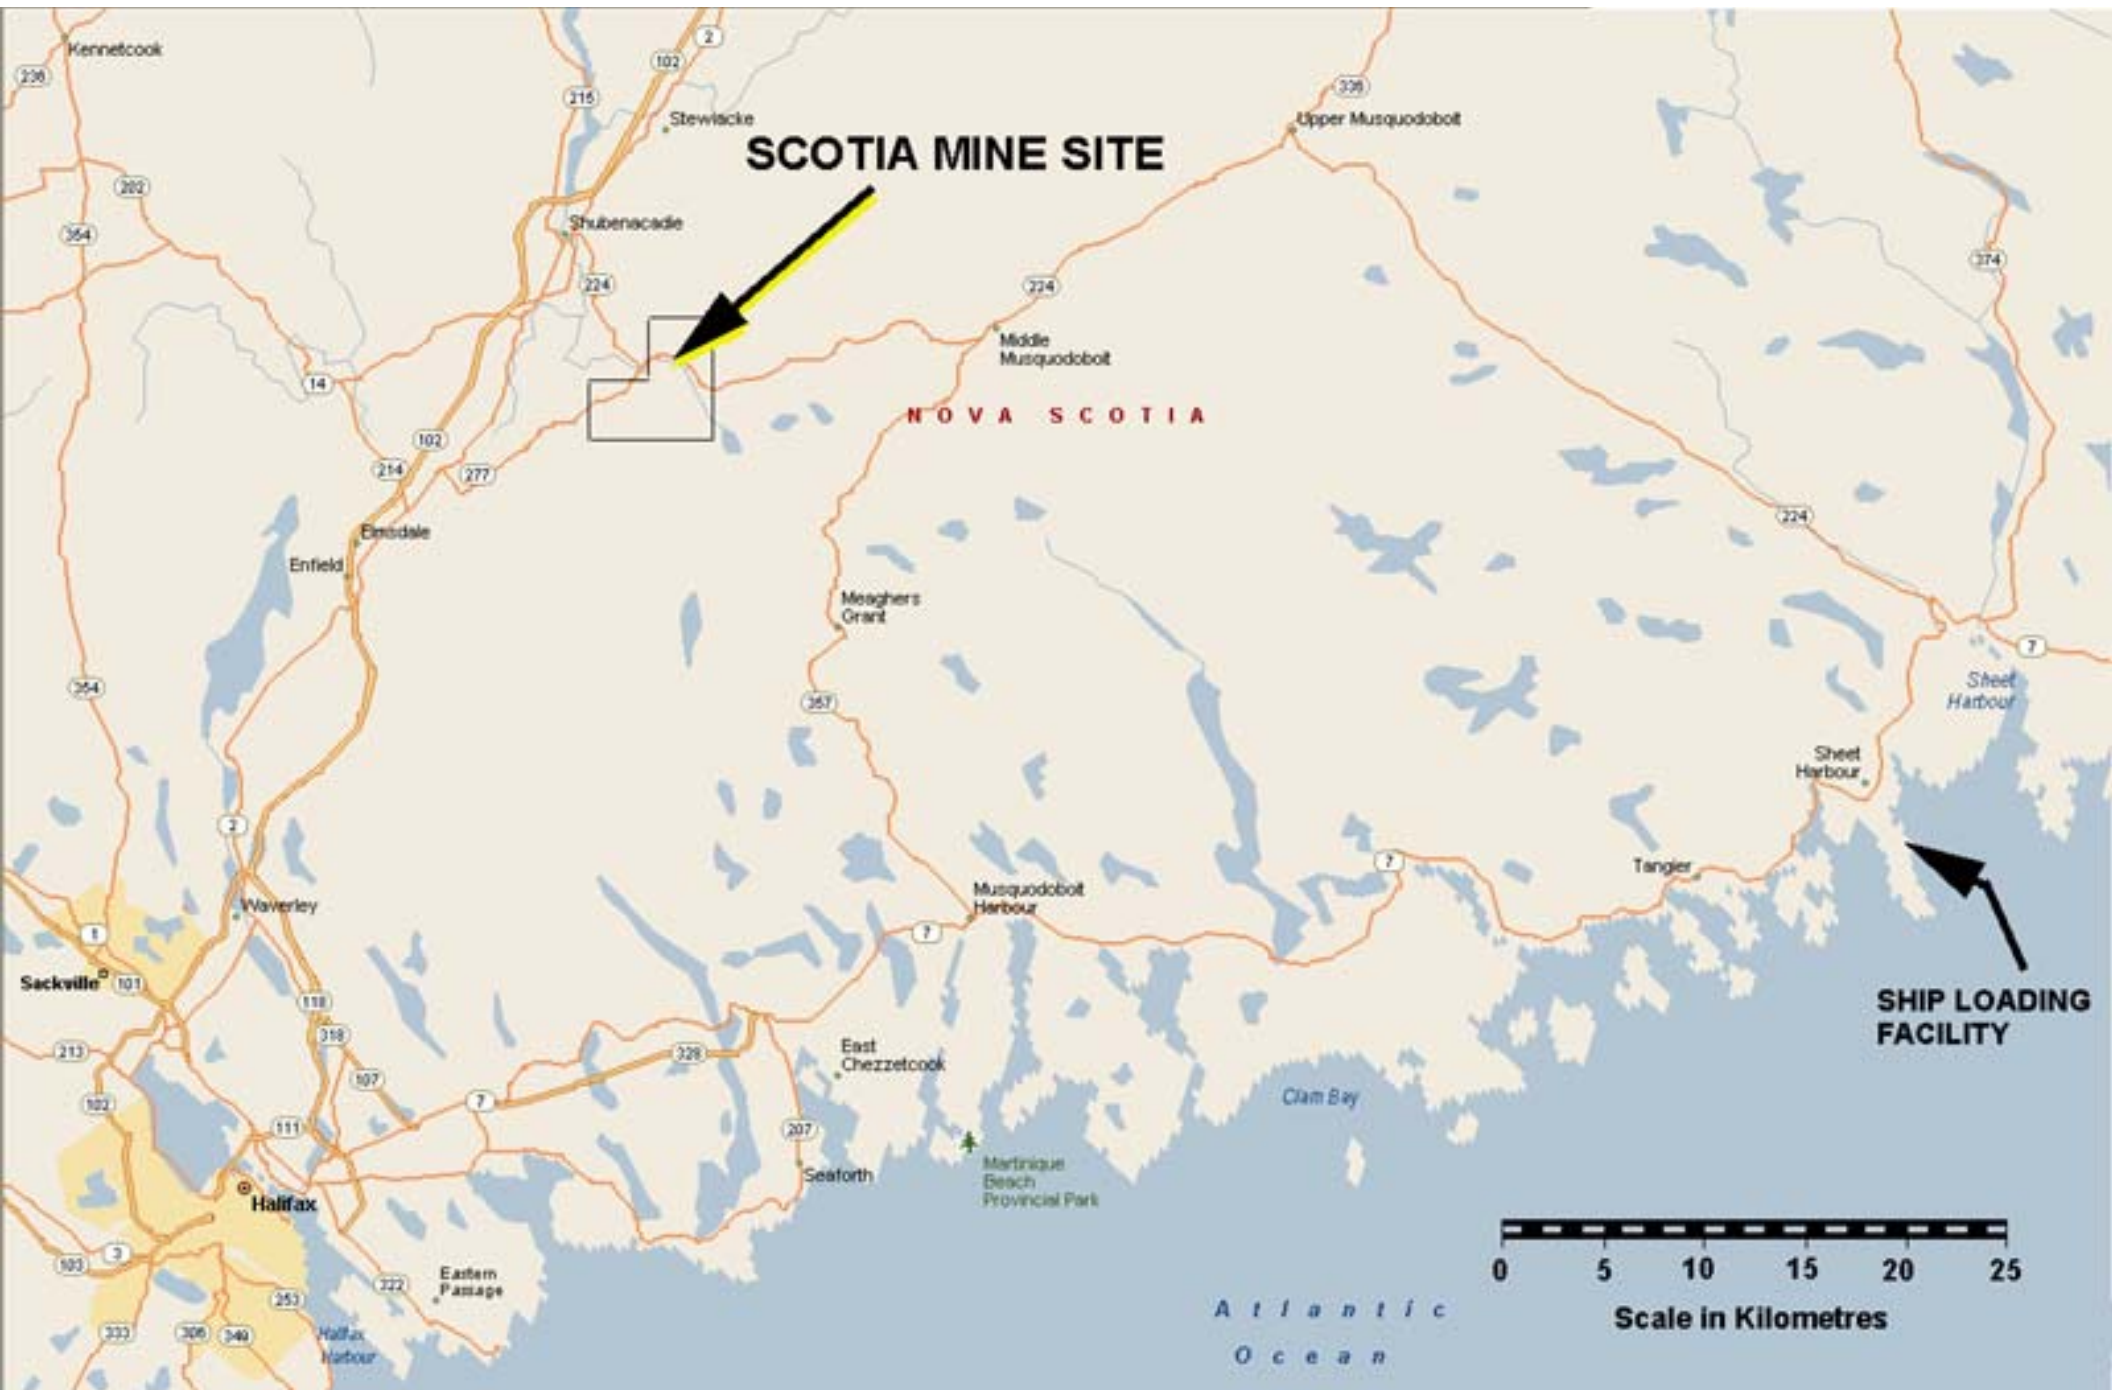 Kennetcook
2
102
236
215
336
Stewiacke
Upper Musquodoboit
SCOTIA MINE SITE
202
354
Shubenacadie
374
224
224
Middle
Musquodoboit
14
NOVA SCOTIA
102
214
277
224
Elmsdale
Enfield
Meaghers
Grant
7
354
357
Sheet
Harbour
Sheet
Harbour
2
7
Tangier
Musquodoboit
Harbour
Waverley
1
7
Sackville
101
118
SHIP LOADING
FACILITY
318
213
328
East
Chezzetcook
107
7
Clam Bay
102
111
207
Martinique
Beach
Provincial Park
Seaforth
Halifax
3
103
322
Eastern
Passage
253
0 5 10 15 20 25
Scale in Kilometres
Atlantic
Ocean
333
306
349
Halifax
Harbour